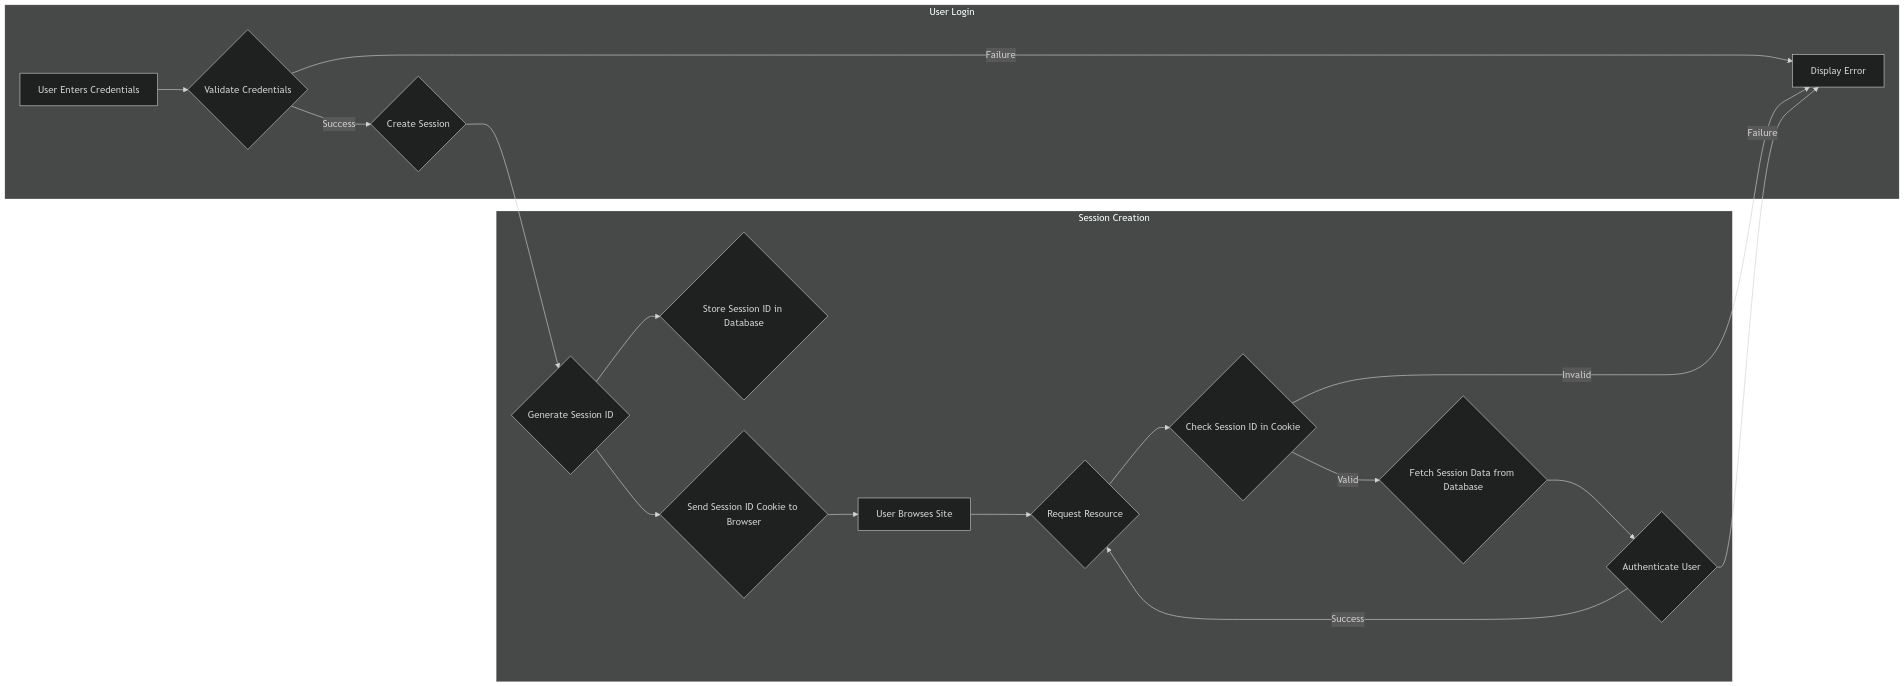 User Login
User Enters Credentials
Validate Credentials
Failure
Success
Create Session
Display Error
Failure
Session Creation
Store Session ID in
Database
Generate Session ID
Send Session ID Cookie to
Browser
User Browses Site
Request Resource
Check Session ID in Cookie
Invalid
Valid
Fetch Session Data from
Database
Authenticate User
Success